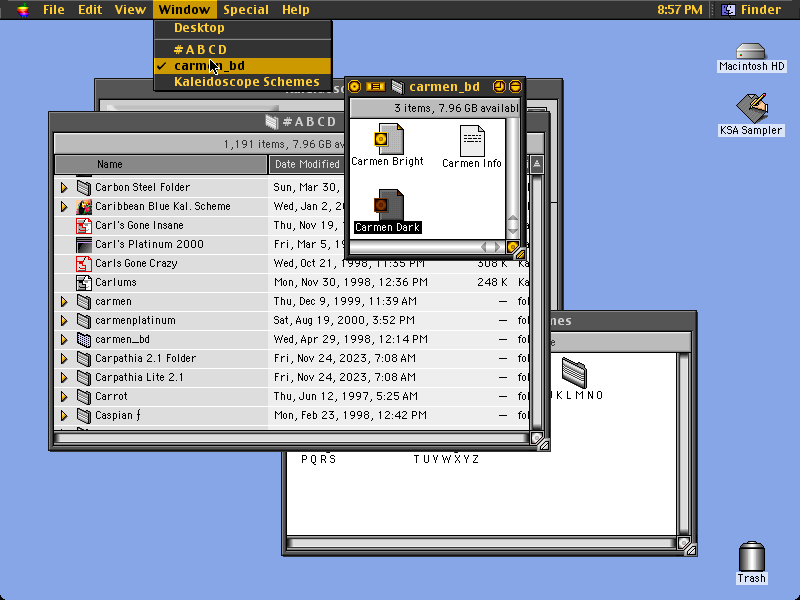 File Edit View Window Special Help 8:57 PM Finder
Desktop
#ABCD
✓ carmen_bd
Kaleidoscope Schemes
Macintosh HD
KSA Sampler
Trash
carmen_bd
3 items, 7.96 GB availabl
Carmen Bright
Carmen Info
Carmen Dark
#ABCD
1,191 items, 7.96 GB av
Name Date Modified
Carbon Steel Folder Sun, Mar 30,
Caribbean Blue Kal. Scheme Wed, Jan 2, 2
Carl's Gone Insane Thu, Nov 19,
Carl's Platinum 2000 Fri, Mar 5, 19
Carls Gone Crazy Wed, Oct 21, 1998, 11:35 PM 308 K Ka
Carlums Mon, Nov 30, 1998, 12:36 PM 248 K Ka
carmen Thu, Dec 9, 1999, 11:39 AM — fol
carmenplatinum Sat, Aug 19, 2000, 3:52 PM — fol
carmen_bd Wed, Apr 29, 1998, 12:14 PM — fol
Carpathia 2.1 Folder Fri, Nov 24, 2023, 7:08 AM — fol
Carpathia Lite 2.1 Fri, Nov 24, 2023, 7:08 AM — fol
Carrot Thu, Jun 12, 1997, 5:25 AM — fol
Caspian ƒ Mon, Feb 23, 1998, 12:42 PM — fol
mes
e
KLMNO
PQRS
TUVWXYZ